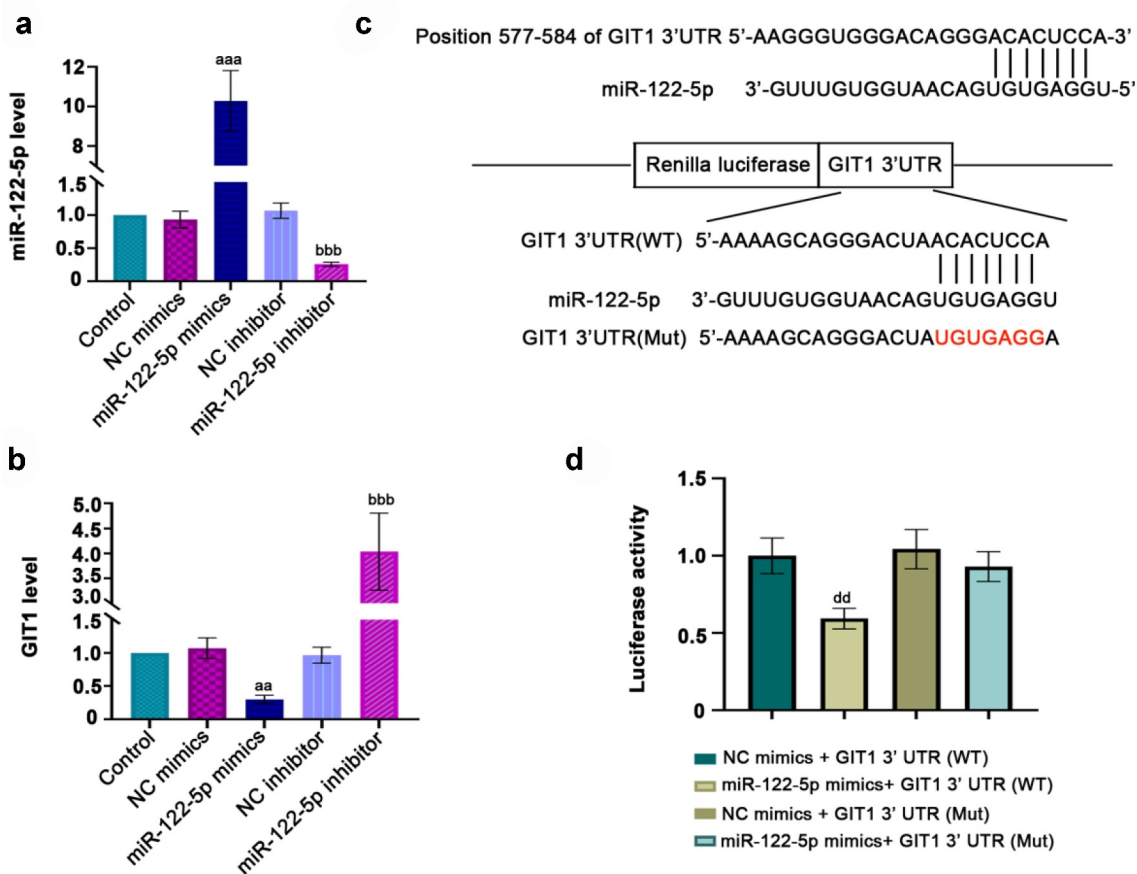 a
miR-122-5p level
12
10
8
1.5
1.0
0.5
0
aaa
bbb
Control
NC mimics
miR-122-5p mimics
NC inhibitor
miR-122-5p inhibitor
c
Position 577-584 of GIT1 3’UTR 5’-AAGGGUGGGACAGGGACACUCCA-3’
miR-122-5p 3’-GUUUGUGGUAACAGUGUGAGGU-5’
Renilla luciferase GIT1 3’UTR
GIT1 3’UTR(WT) 5’-AAAAGCAGGGACUAACACUCCA
miR-122-5p 3’-GUUUGUGGUAACAGUGUGAGGU
GIT1 3’UTR(Mut) 5’-AAAAGCAGGGACUAUGUGAGGA
b
GIT1 level
5.0
4.5
4.0
3.5
3.0
1.5
1.0
0.5
0
aa
bbb
Control
NC mimics
miR-122-5p mimics
NC inhibitor
miR-122-5p inhibitor
d
Luciferase activity
1.5
1.0
0.5
0
dd
NC mimics + GIT1 3’ UTR (WT)
miR-122-5p mimics+ GIT1 3’ UTR (WT)
NC mimics + GIT1 3’ UTR (Mut)
miR-122-5p mimics+ GIT1 3’ UTR (Mut)